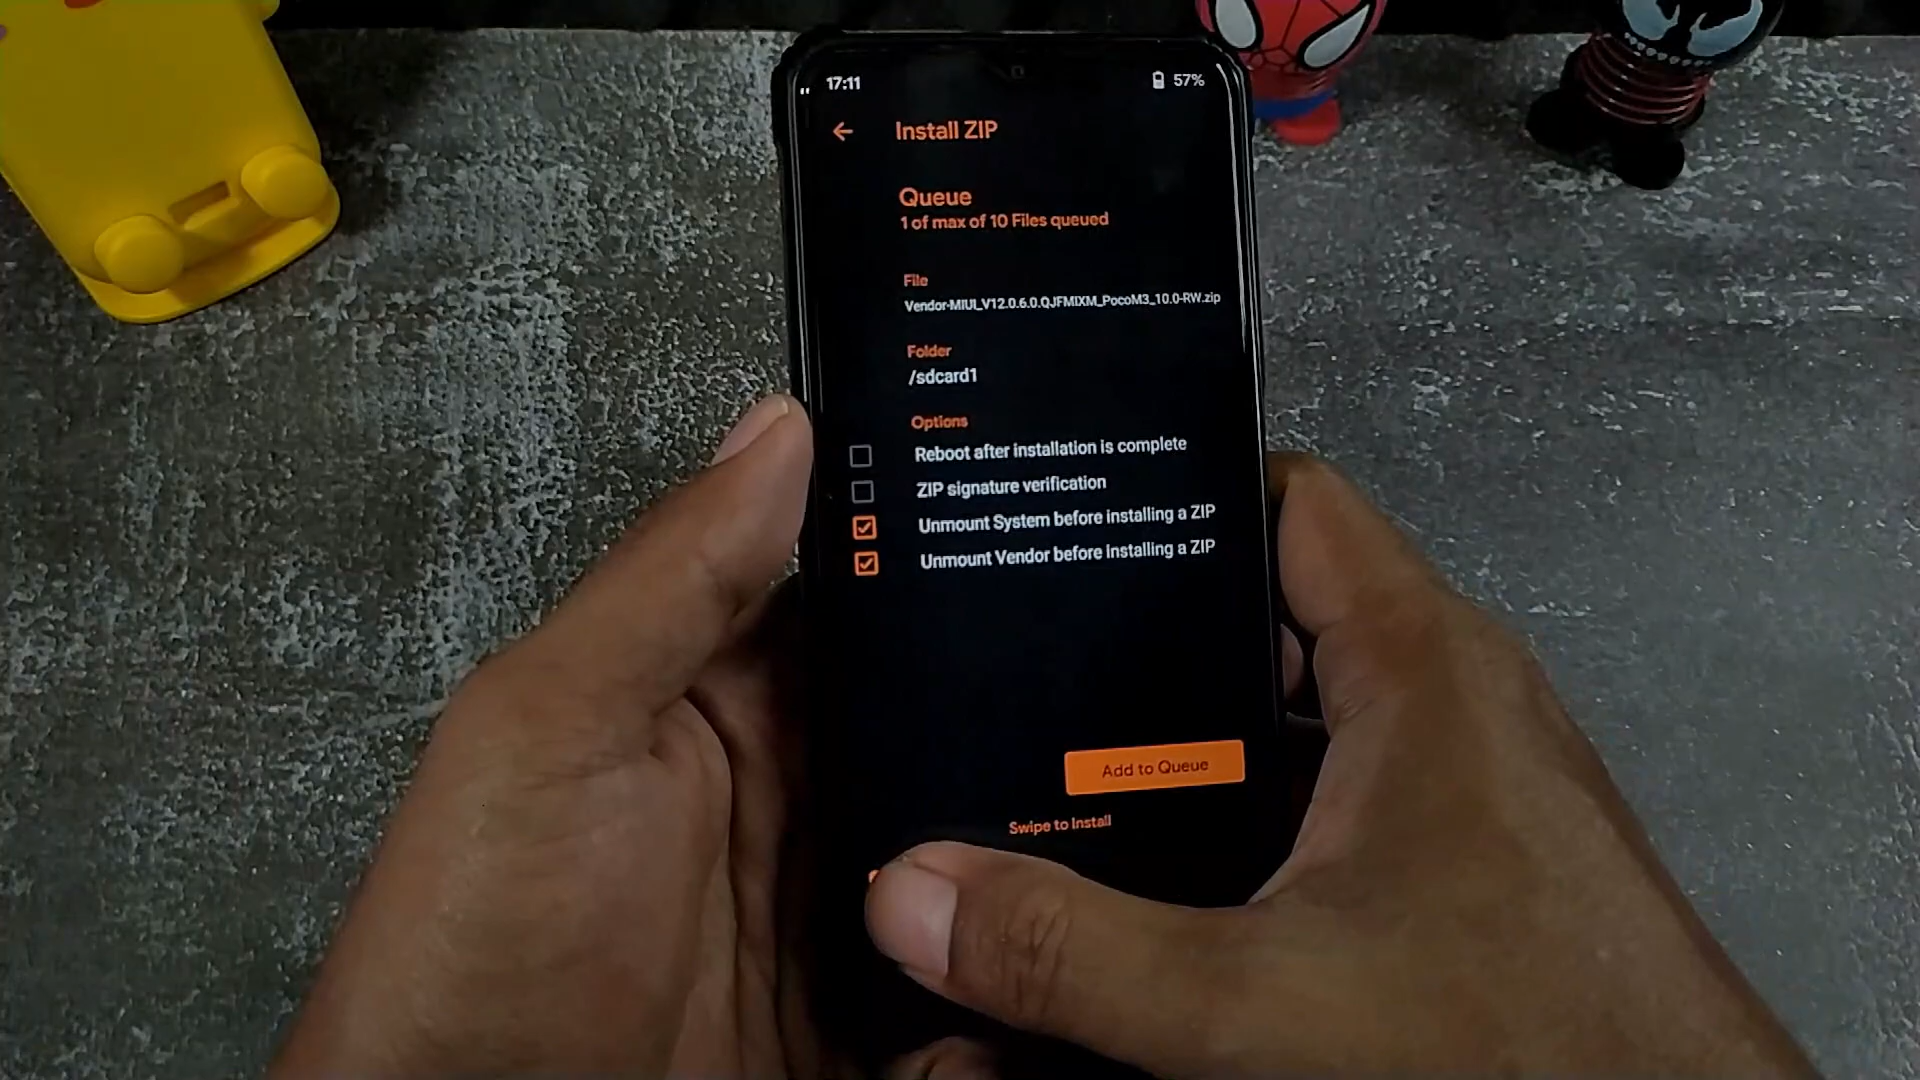 17:11
57%
Install ZIP
Queue
1 of max of 10 Files queued
File
Vendor-MIUI_V12.0.6.0.QJFMIXM_PocoM3_10.0-RW.zip
Folder
/sdcard1
Options
Reboot after installation is complete
ZIP signature verification
Unmount System before installing a ZIP
Unmount Vendor before installing a ZIP
Add to Queue
Swipe to Install